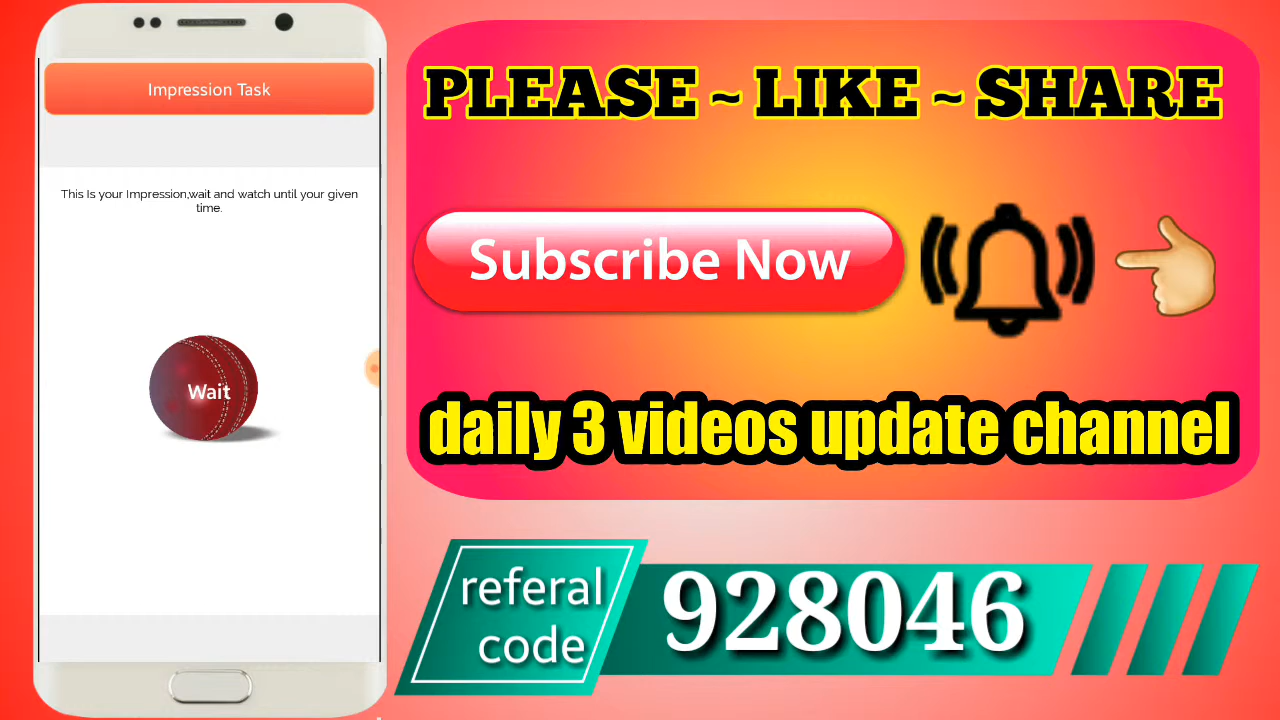 Impression Task
This Is your Impression,wait and watch until your given
time.
Wait
PLEASE ~ LIKE ~ SHARE
Subscribe Now
daily 3 videos update channel
referal
code
928046